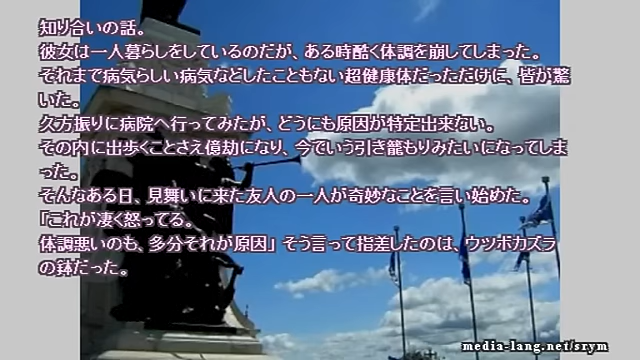 知り合いの話。
彼女は一人暮らしをしているのだが、ある時酷く体調を崩してしまった。
それまで病気らしい病気などしたこともない超健康体だっただけに、皆が驚
いた。
久方振りに病院へ行ってみたが、どうにも原因が特定出来ない。
その内に出歩くことさえ億劫になり、今でいう引き籠もりみたいになってしま
った。
そんなある日、見舞いに来た友人の一人が奇妙なことを言い始めた。
「これが凄く怒ってる。
体調悪いのも、多分それが原因」そう言って指差したのは、ウツボカズラ
の鉢だった。
media-lang.net/srym